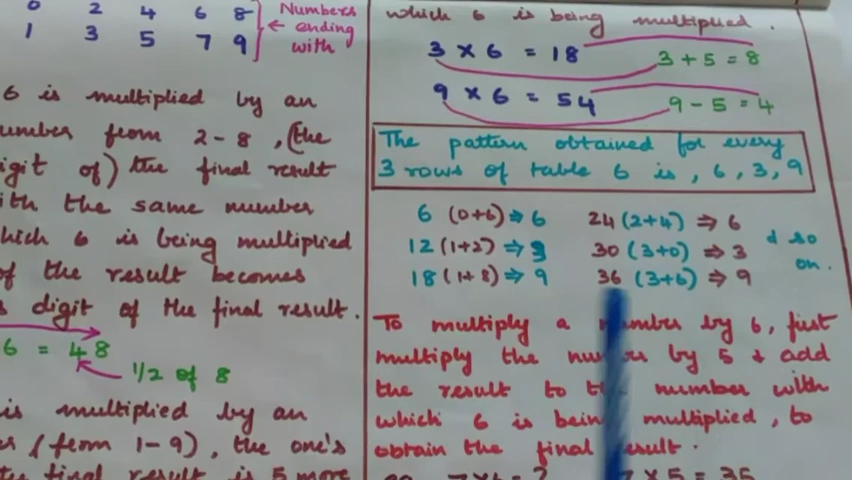 0 2 4 6 8
1 3 5 7 9
Numbers
ending
with
6 is multiplied by an
number from 2-8, (the
digit of) the final result
with the same number
which 6 is being multiplied
of the result becomes
digit of the final result.
6 = 48
1/2 of 8
is multiplied by an
(from 1-9), the one's
final result is 5 more
which 6 is being multiplied.
3 × 6 = 18 3+5=8
9 × 6 = 54 9-5=4
The pattern obtained for every
3 rows of table 6 is, 6, 3, 9
6 (0+6) ⇒ 6 24 (2+4) ⇒ 6
12 (1+2) ⇒ 3 30 (3+0) ⇒ 3 & so
18 (1+8) ⇒ 9 36 (3+6) ⇒ 9 on.
To multiply a number by 6, first
multiply the number by 5 & add
the result to the number with
which 6 is being multiplied, to
obtain the final result.
7×6=? 7×5=35